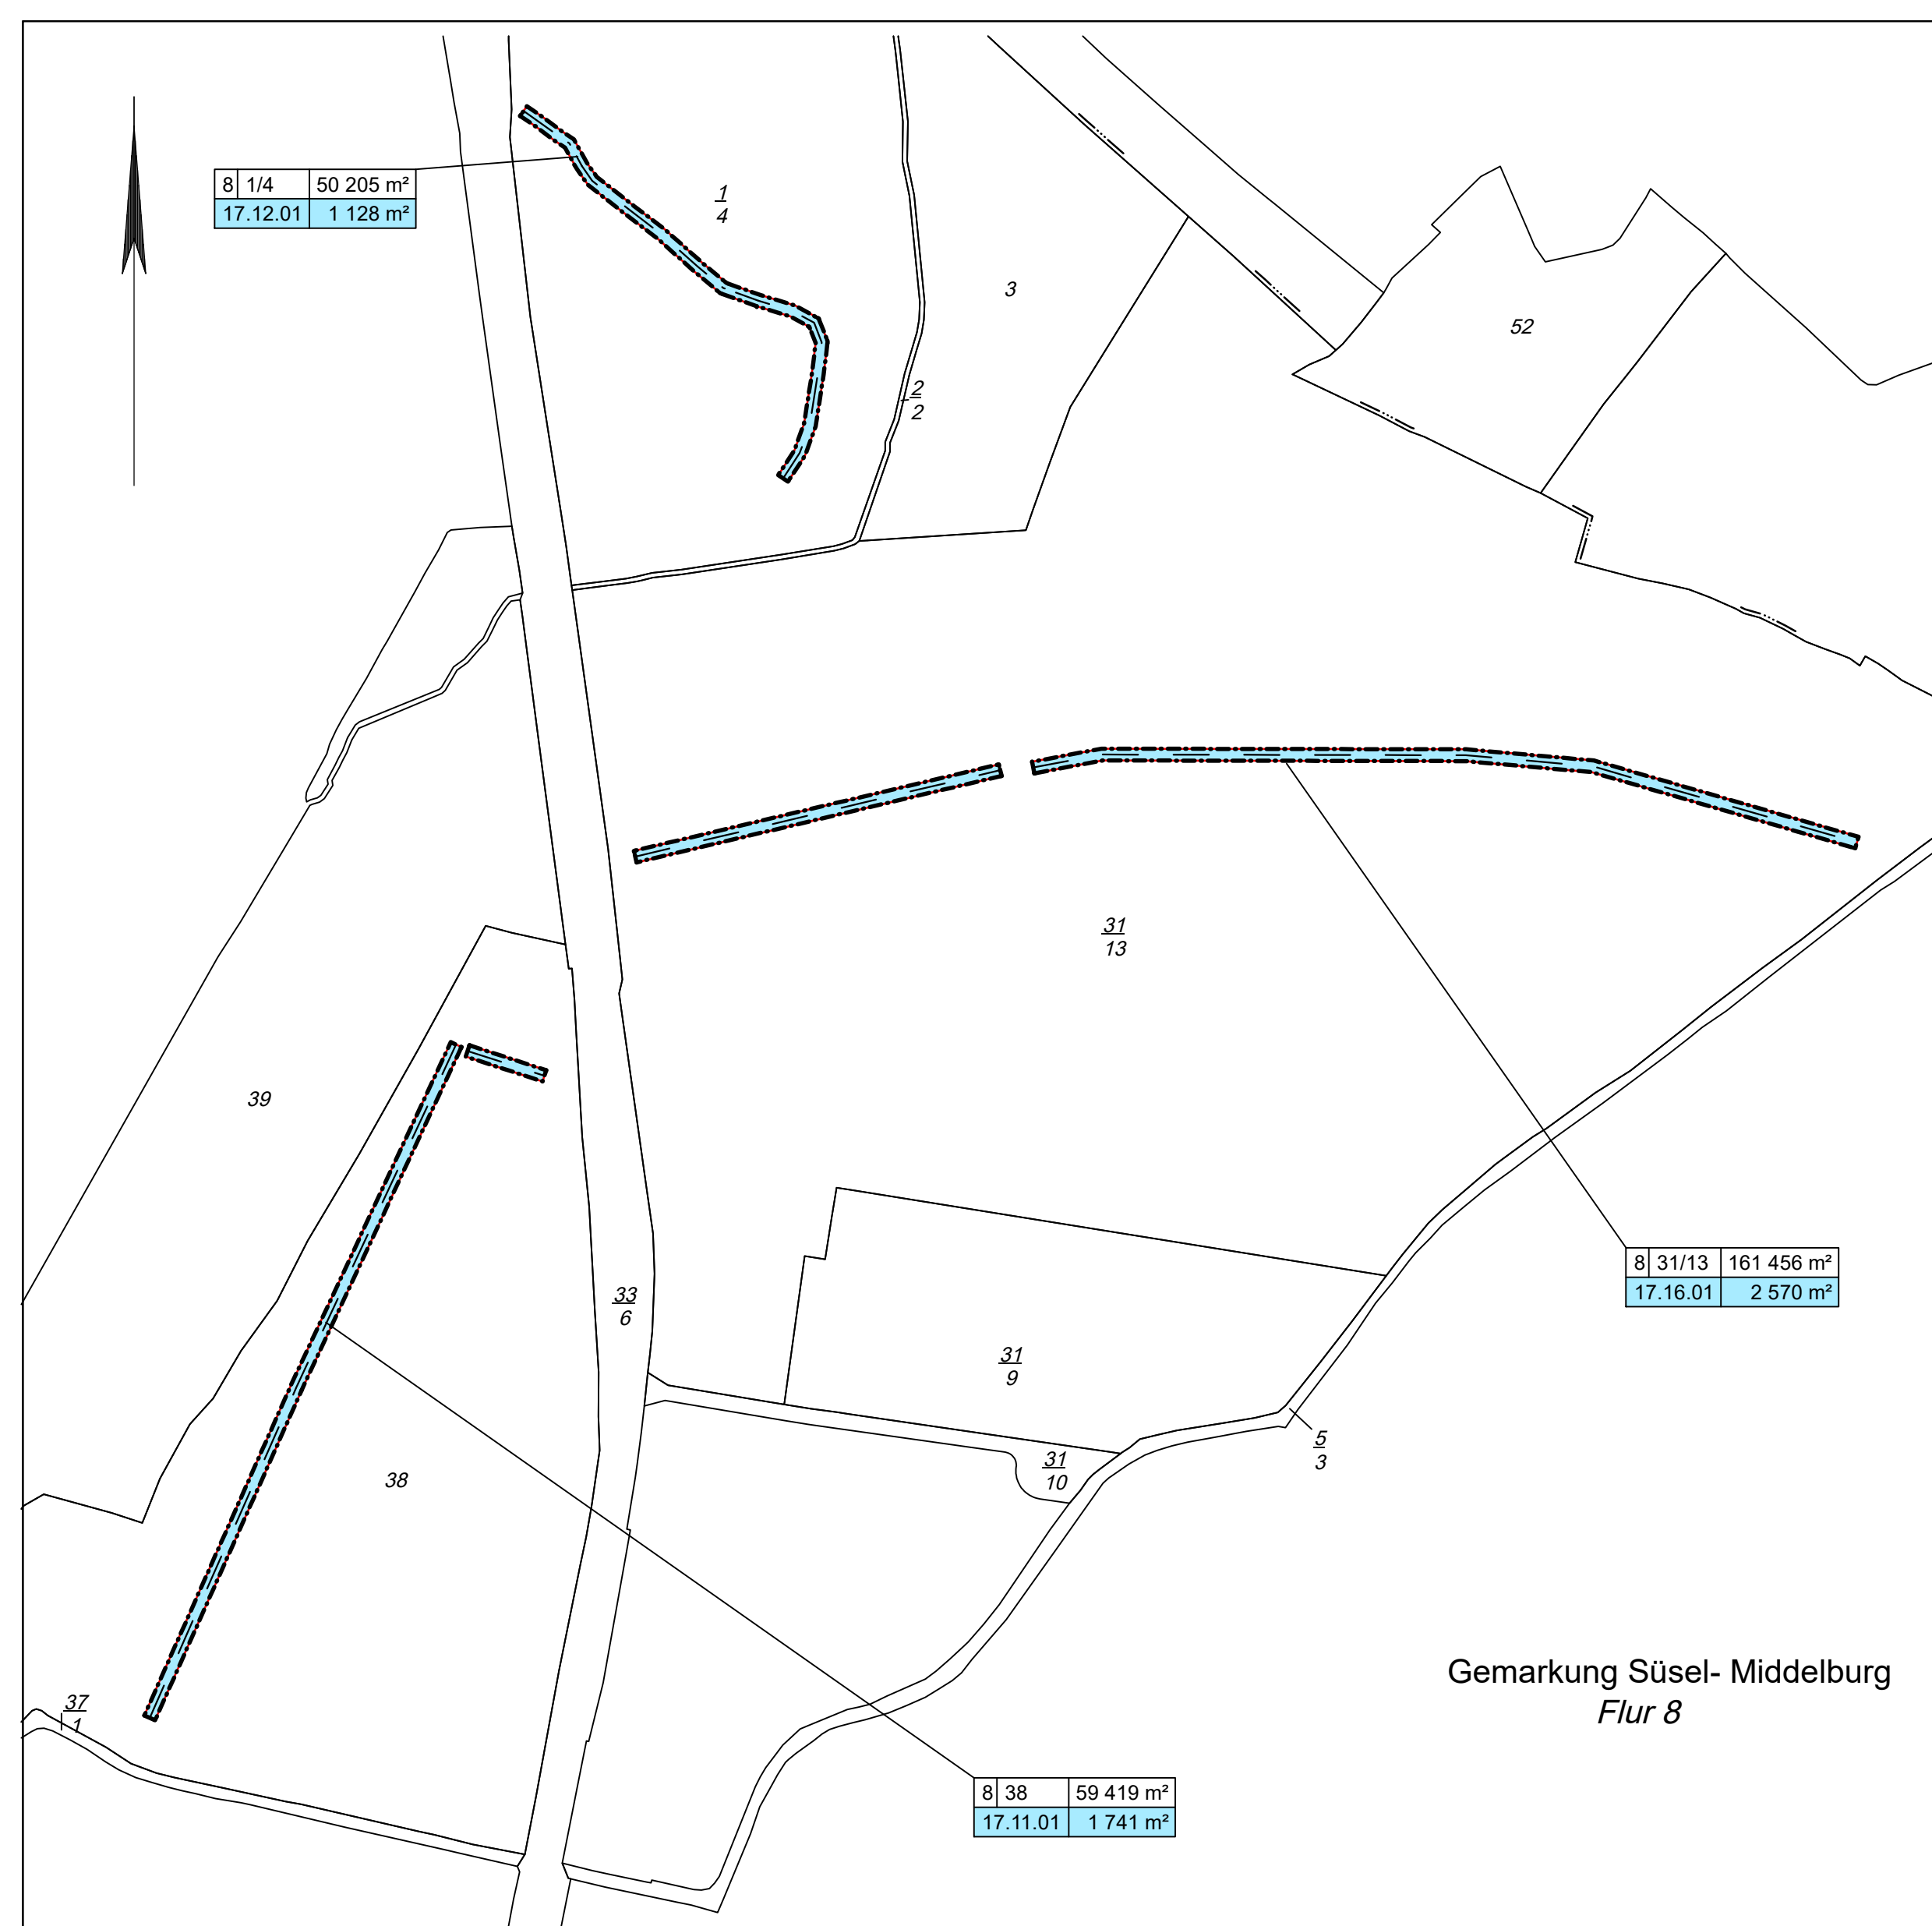 8 1/4 50 205 m²
17.12.01 1 128 m²
1
4
3
52
2
2
31
13
39
8 31/13 161 456 m²
17.16.01 2 570 m²
33
6
31
9
5
3
31
10
38
Gemarkung Süsel- Middelburg
Flur 8
37
1
8 38 59 419 m²
17.11.01 1 741 m²